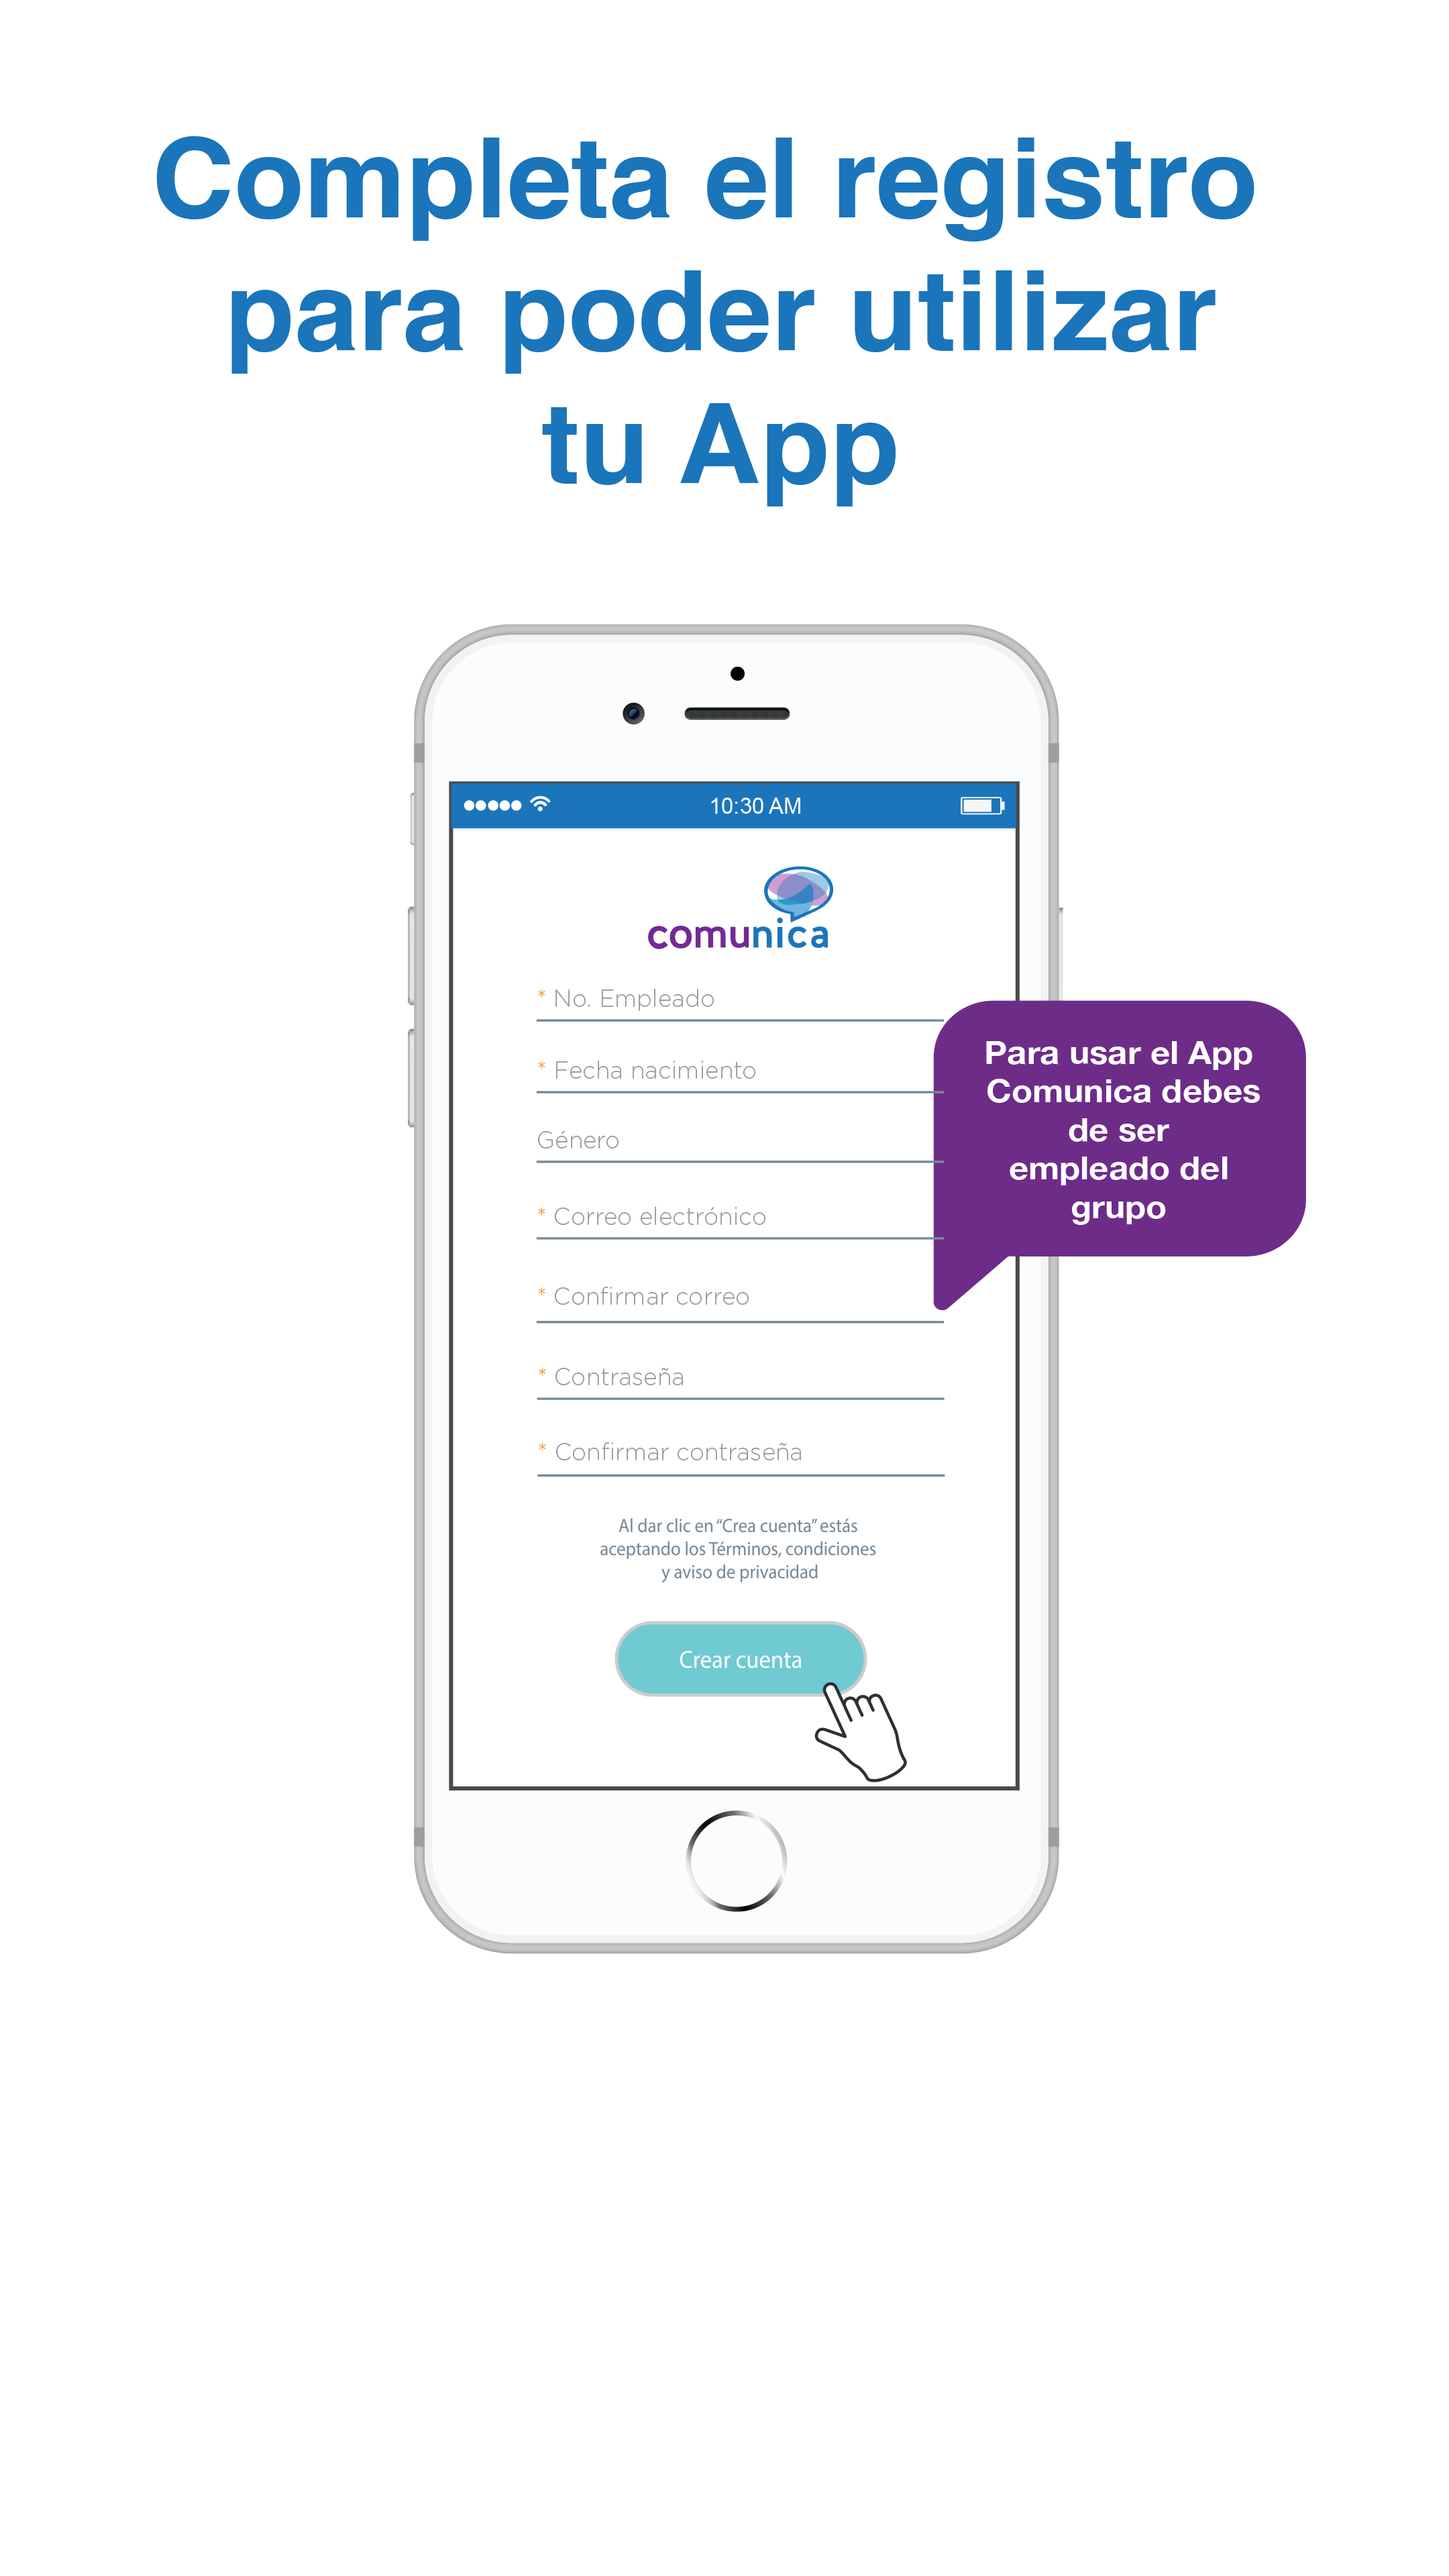 Completa el registro
para poder utilizar
tu App
10:30 AM
comunica
* No. Empleado
* Fecha nacimiento
Género
* Correo electrónico
* Confirmar correo
* Contraseña
* Confirmar contraseña
Para usar el App
Comunica debes
de ser
empleado del
grupo
Al dar clic en “Crea cuenta” estás
aceptando los Términos, condiciones
y aviso de privacidad
Crear cuenta